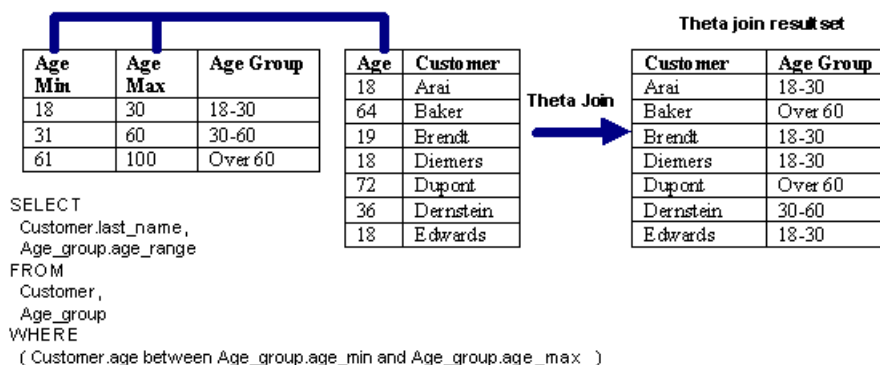 Theta join result set
Age Min Age Max Age Group
18 30 18-30
31 60 30-60
61 100 Over 60
Age Customer
18 Arai
64 Baker
19 Brendt
18 Diemers
72 Dupont
36 Dernstein
18 Edwards
Theta Join
Customer Age Group
Arai 18-30
Baker Over 60
Brendt 18-30
Diemers 18-30
Dupont Over 60
Dernstein 30-60
Edwards 18-30
SELECT
Customer.last_name,
Age_group.age_range
FROM
Customer,
Age_group
WHERE
( Customer.age between Age_group.age_min and Age_group.age_max )